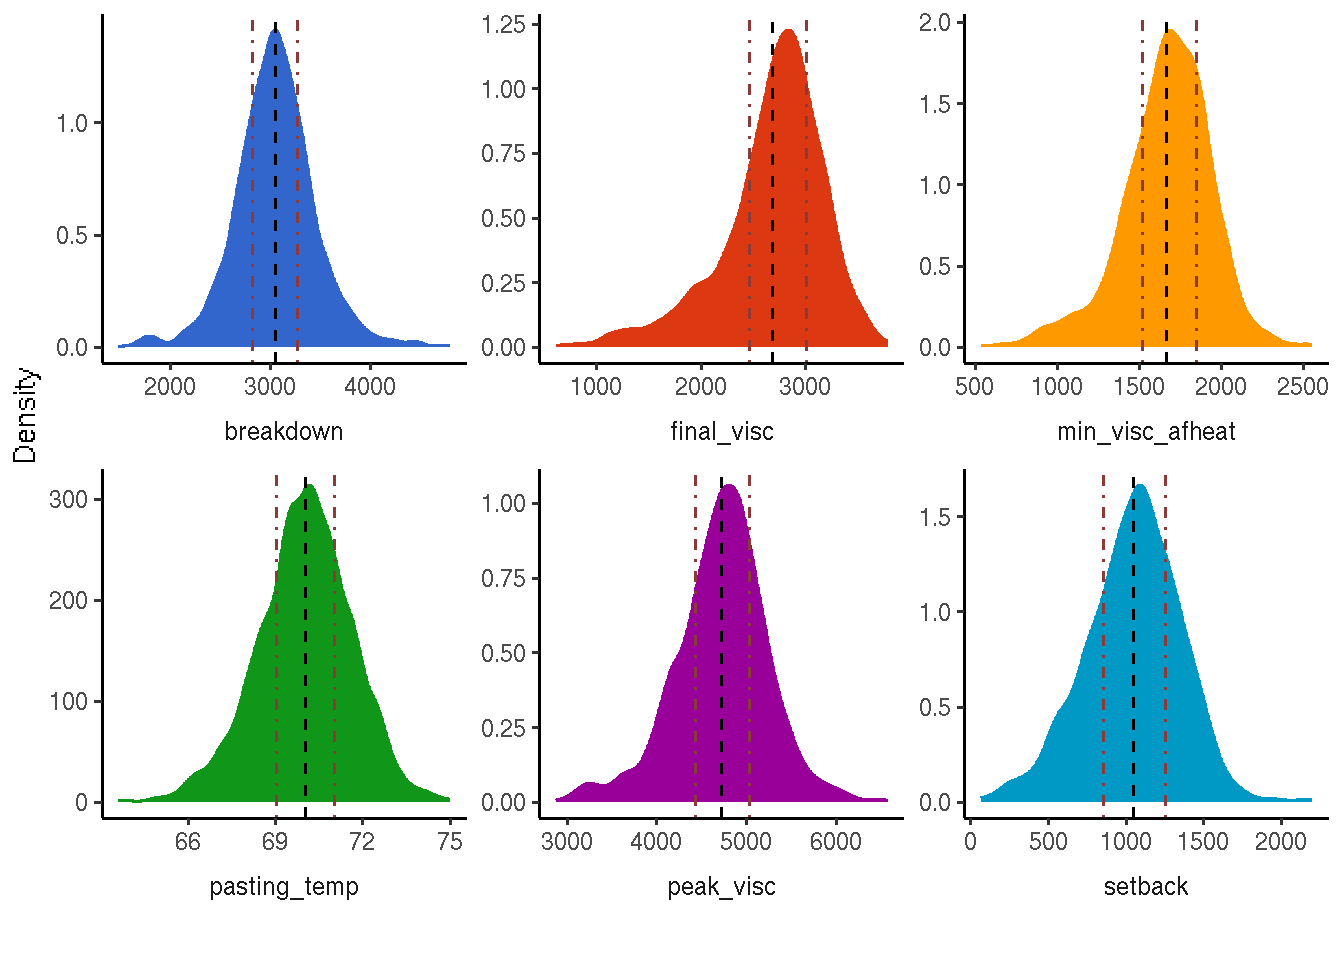 1.0
0.5
0.0
2000 3000 4000
breakdown
1.25
1.00
0.75
0.50
0.25
0.00
1000 2000 3000
final_visc
2.0
1.5
1.0
0.5
0.0
500 1000 1500 2000 2500
min_visc_afheat
Density
300
200
100
0
66 69 72 75
pasting_temp
1.00
0.75
0.50
0.25
0.00
3000 4000 5000 6000
peak_visc
1.5
1.0
0.5
0.0
0 500 1000 1500 2000
setback